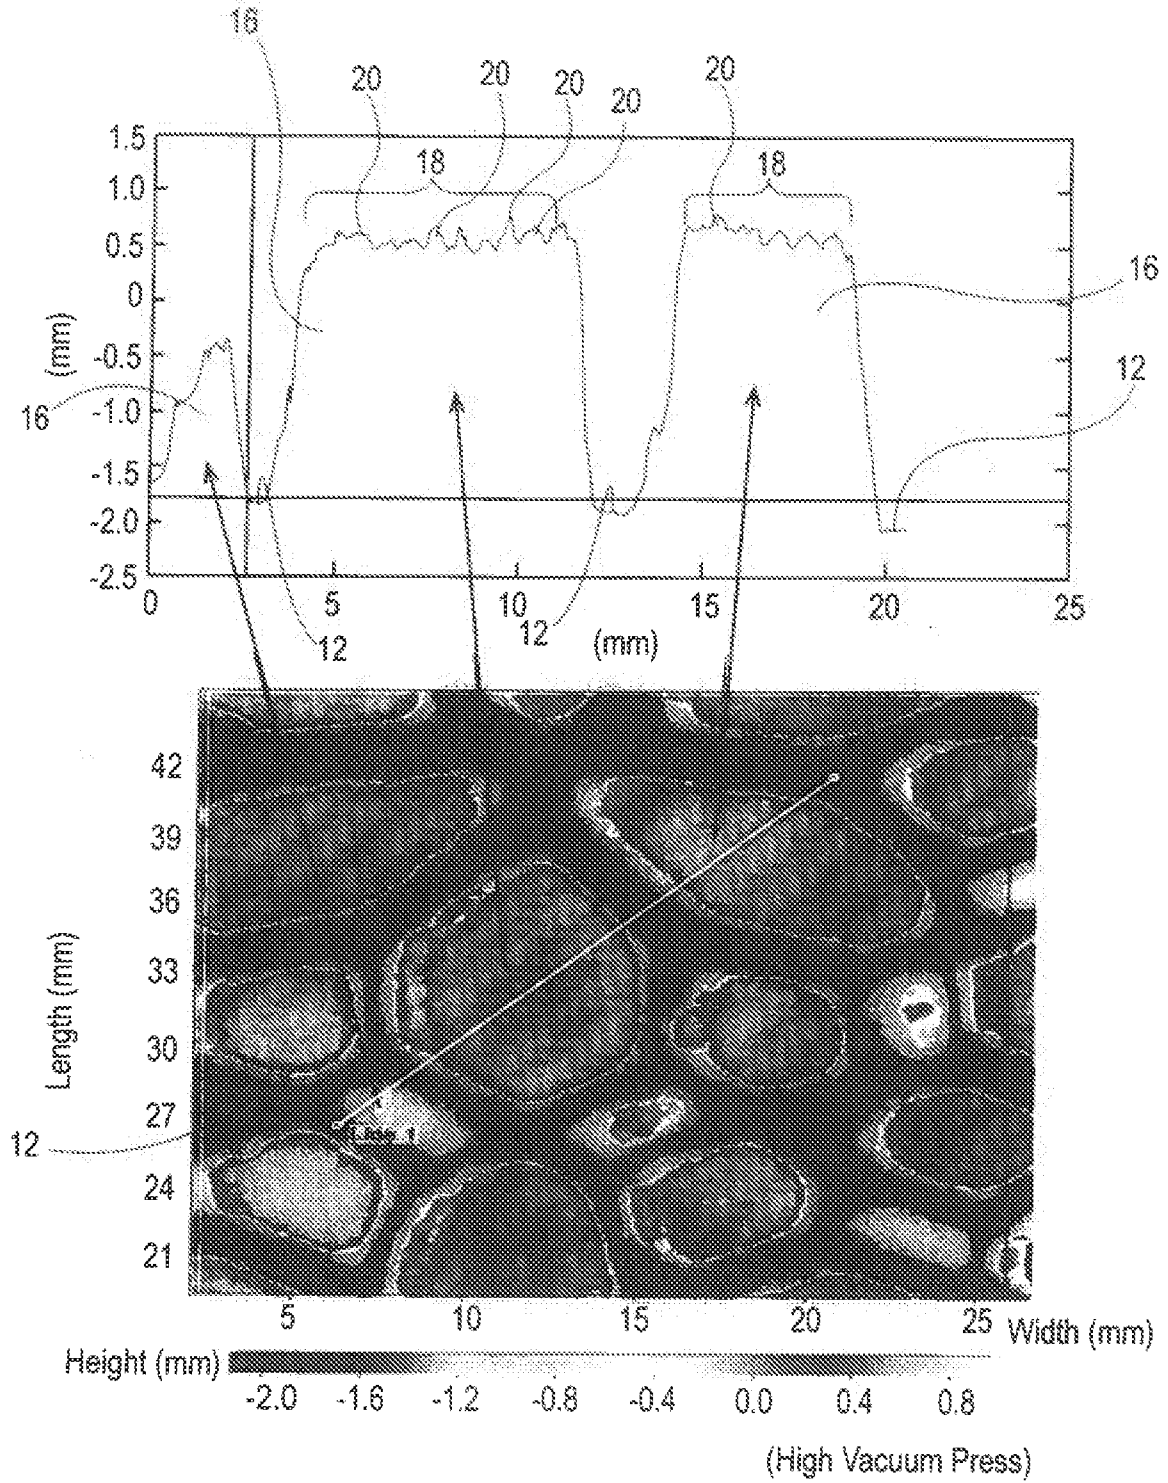 16
20 20 20 20 20
1.5
18 18
1.0
0.5
16
0
(mm)
-0.5
12
16
-1.0
-1.5
-2.0
-2.5
0 5 10 15 20 25
12 12
(mm)
42
39
36
33
Length (mm)
30
27
Line 1
12
24
21
5 10 15 20 25 Width (mm)
Height (mm)
-2.0 -1.6 -1.2 -0.8 -0.4 0.0 0.4 0.8
(High Vacuum Press)